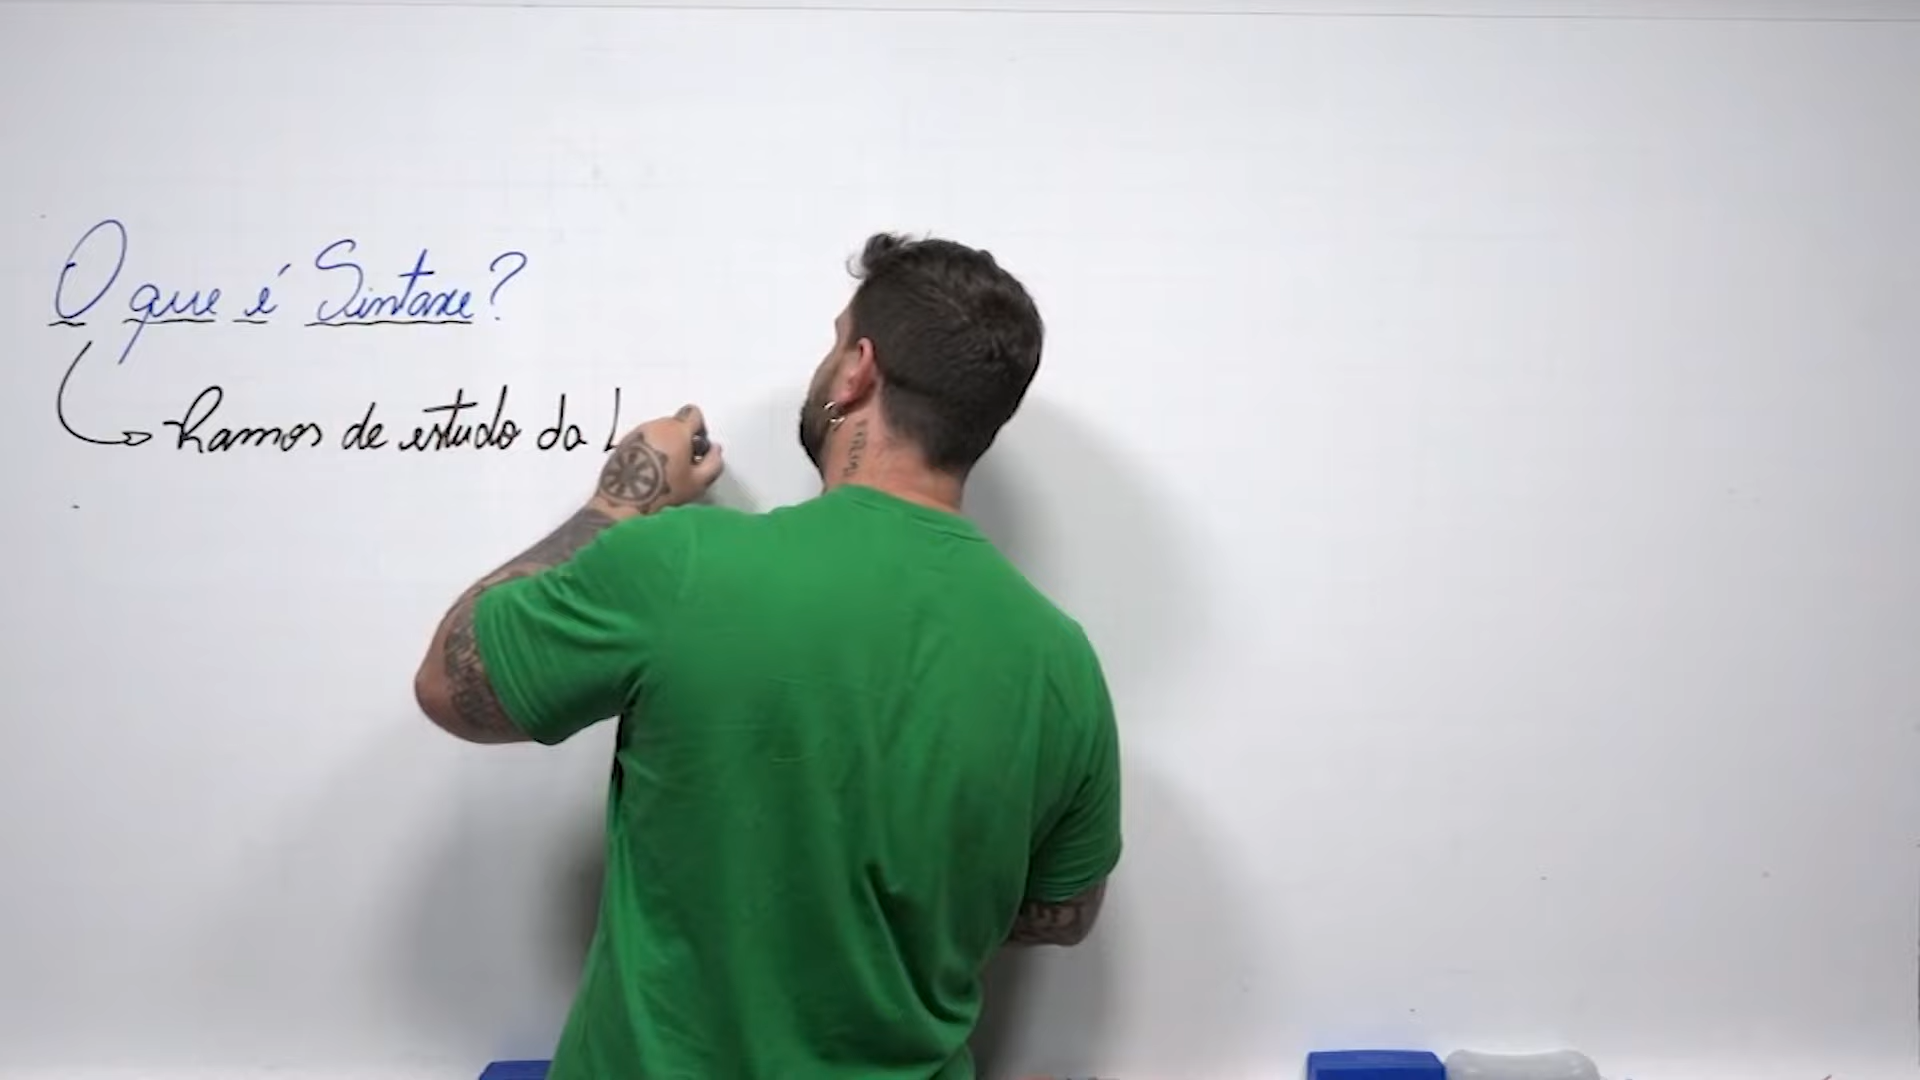 O que é Sintaxe?
Ramos de estudo da L